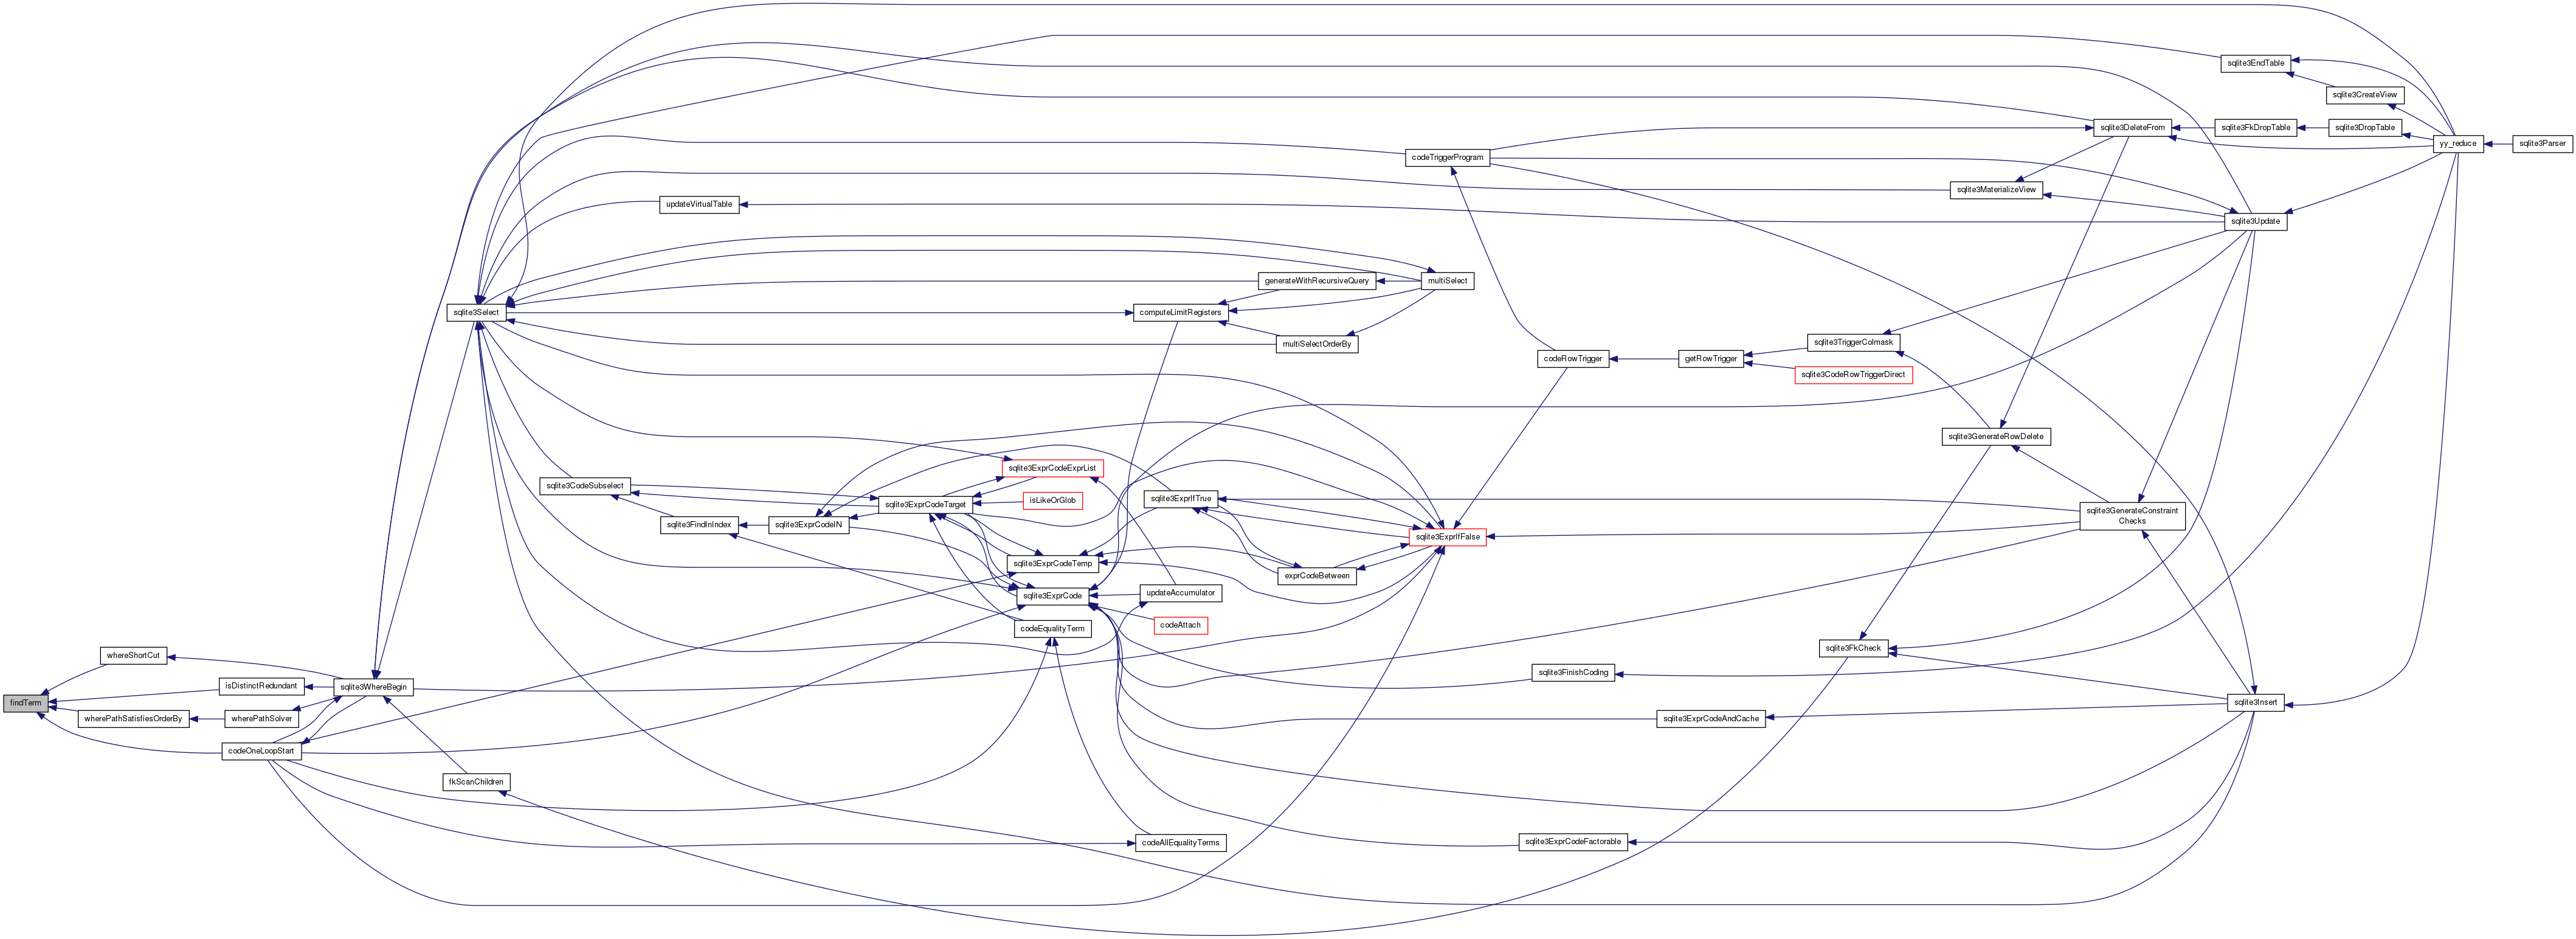 findTerm
whereShortCut
isDistinctRedundant
wherePathSatisfiesOrderBy
wherePathSolver
codeOneLoopStart
sqlite3WhereBegin
fkScanChildren
sqlite3Select
sqlite3CodeSubselect
updateVirtualTable
sqlite3FindInIndex
sqlite3ExprCodeIN
sqlite3ExprCodeTarget
sqlite3ExprCodeExprList
isLikeOrGlob
sqlite3ExprCodeTemp
sqlite3ExprCode
codeEqualityTerm
computeLimitRegisters
sqlite3ExprIfTrue
updateAccumulator
codeAttach
codeAllEqualityTerms
generateWithRecursiveQuery
multiSelectOrderBy
exprCodeBetween
codeTriggerProgram
multiSelect
sqlite3ExprIfFalse
codeRowTrigger
sqlite3FinishCoding
sqlite3ExprCodeAndCache
sqlite3ExprCodeFactorable
getRowTrigger
sqlite3TriggerColmask
sqlite3CodeRowTriggerDirect
sqlite3FkCheck
sqlite3MaterializeView
sqlite3GenerateRowDelete
sqlite3DeleteFrom
sqlite3GenerateConstraint
Checks
sqlite3EndTable
sqlite3FkDropTable
sqlite3Update
sqlite3Insert
sqlite3CreateView
sqlite3DropTable
yy_reduce
sqlite3Parser